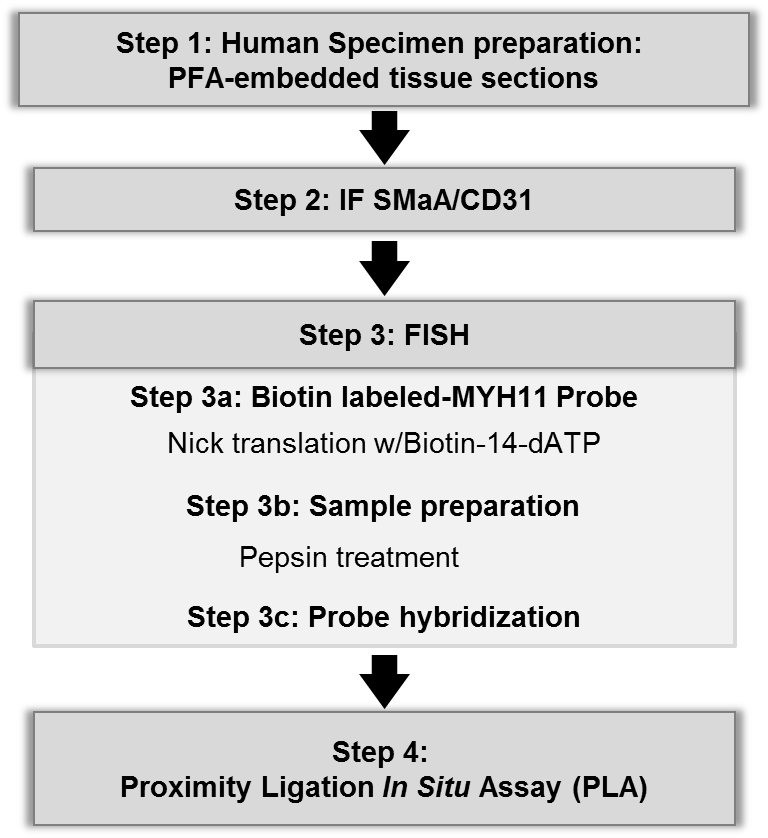 Step 1: Human Specimen preparation:
PFA-embedded tissue sections
Step 2: IF SMaA/CD31
Step 3: FISH
Step 3a: Biotin labeled-MYH11 Probe
Nick translation w/Biotin-14-dATP
Step 3b: Sample preparation
Pepsin treatment
Step 3c: Probe hybridization
Step 4:
Proximity Ligation In Situ Assay (PLA)